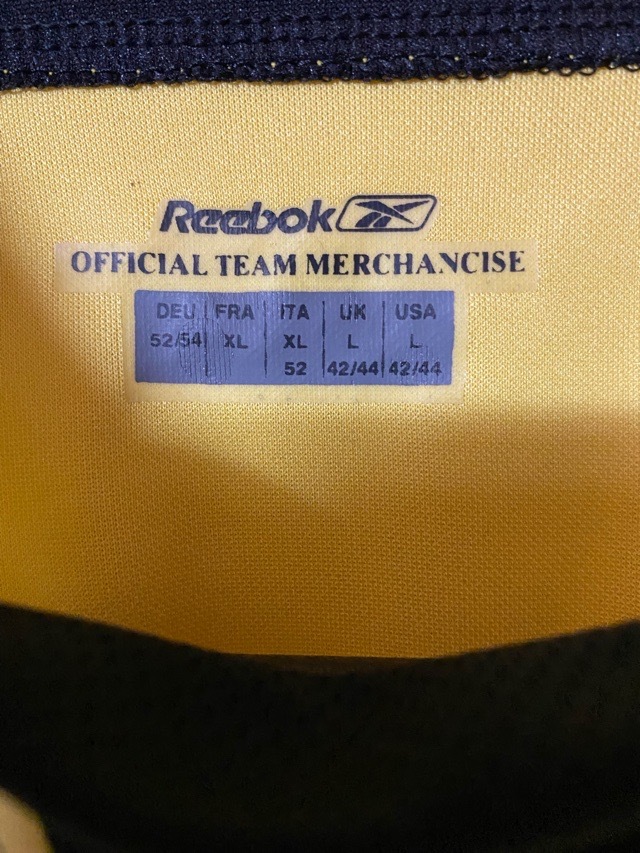 Reebok
OFFICIAL TEAM MERCHANCISE
DEU FRA ITA UK USA
52/54 XL XL L L
52 42/44 42/44